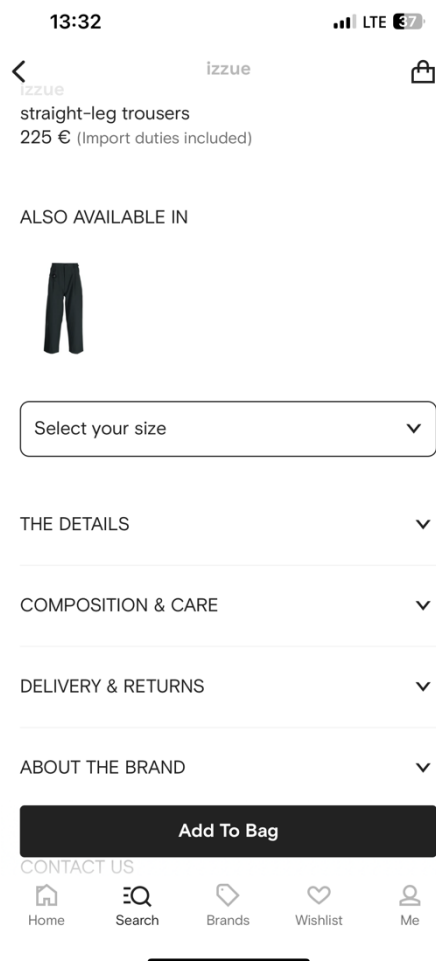 13:32
LTE 37
izzue
izzue
straight-leg trousers
225 € (Import duties included)
ALSO AVAILABLE IN
Select your size
THE DETAILS
COMPOSITION & CARE
DELIVERY & RETURNS
ABOUT THE BRAND
Add To Bag
CONTACT US
Home Search Brands Wishlist Me